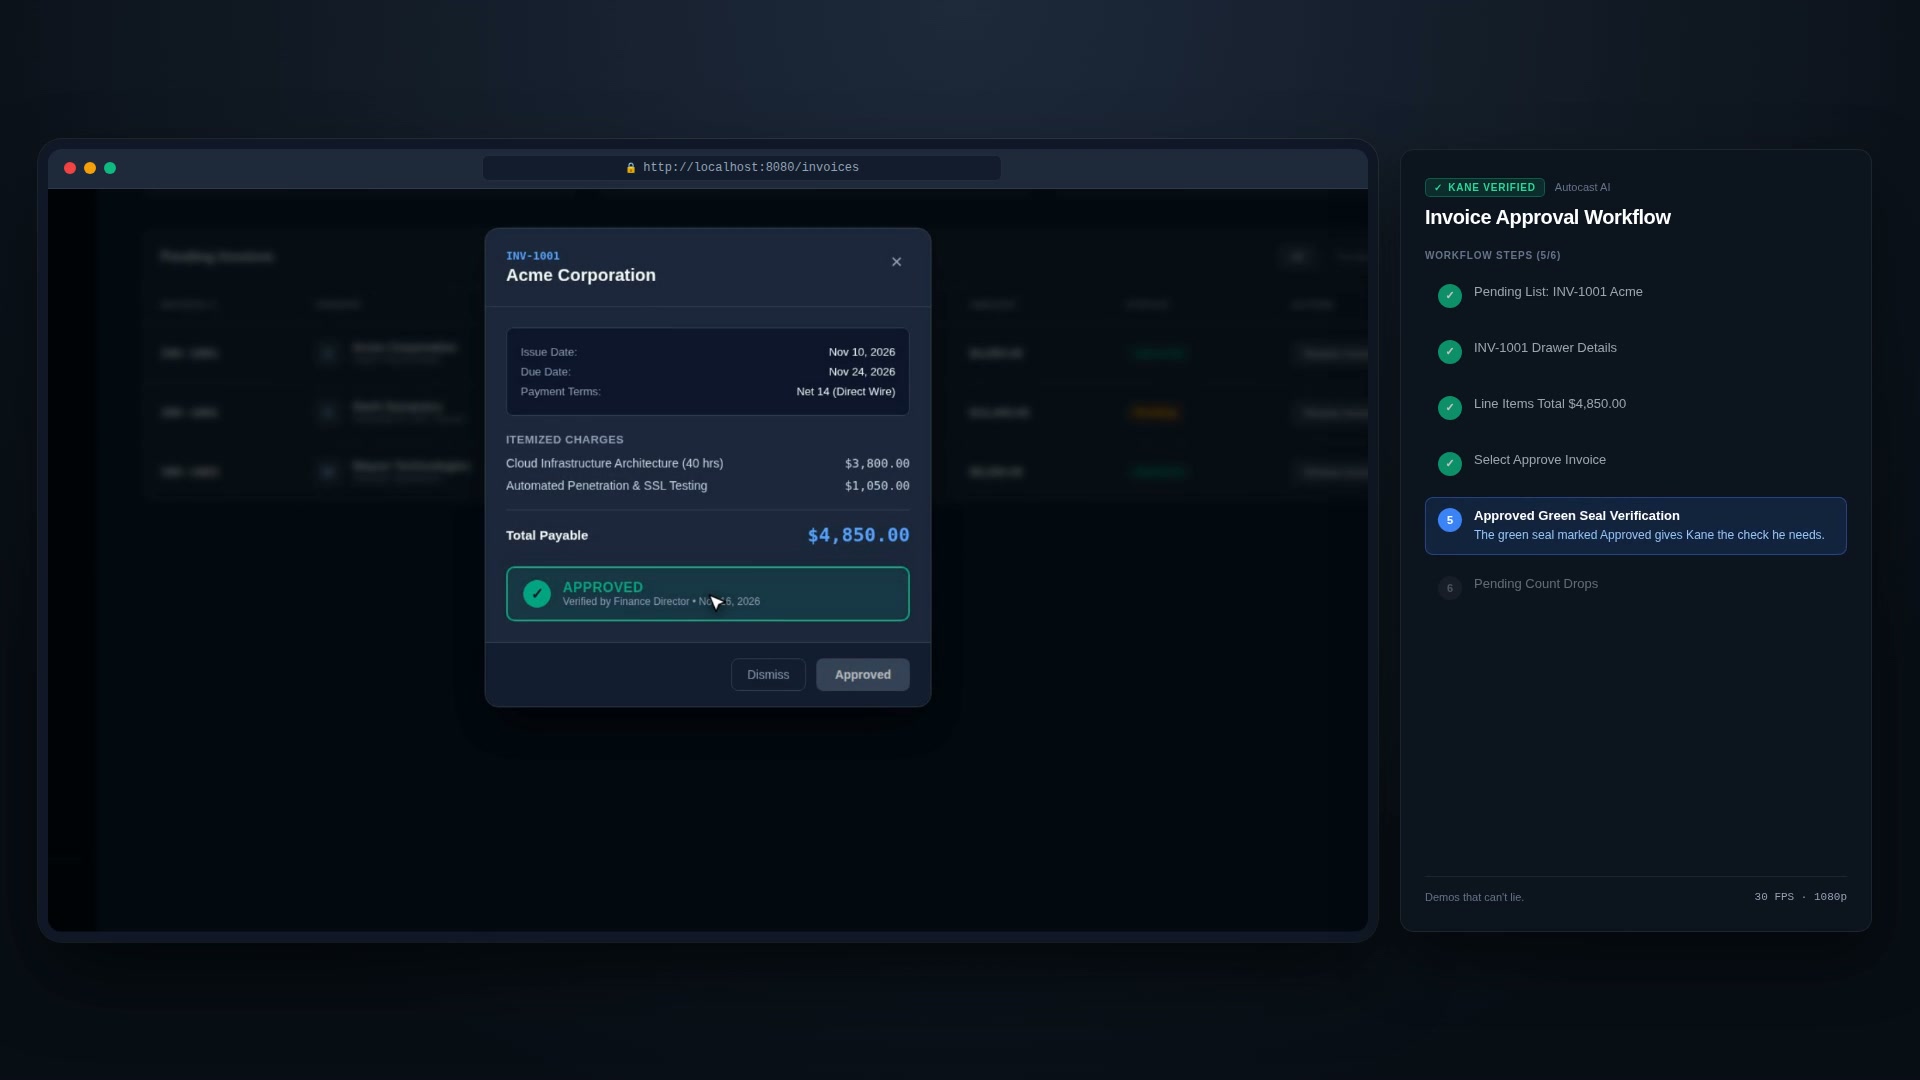 http://localhost:8080/invoices
Pending Invoices
INV-1001
Acme Corporation
✕
Issue Date: Nov 10, 2026
Due Date: Nov 24, 2026
Payment Terms: Net 14 (Direct Wire)
ITEMIZED CHARGES
Cloud Infrastructure Architecture (40 hrs) $3,800.00
Automated Penetration & SSL Testing $1,050.00
Total Payable $4,850.00
✓ APPROVED
Verified by Finance Director • Nov 16, 2026
Dismiss Approved
✓ KANE VERIFIED Autocast AI
Invoice Approval Workflow
WORKFLOW STEPS (5/6)
✓ Pending List: INV-1001 Acme
✓ INV-1001 Drawer Details
✓ Line Items Total $4,850.00
✓ Select Approve Invoice
5 Approved Green Seal Verification
The green seal marked Approved gives Kane the check he needs.
6 Pending Count Drops
Demos that can't lie. 30 FPS · 1080p